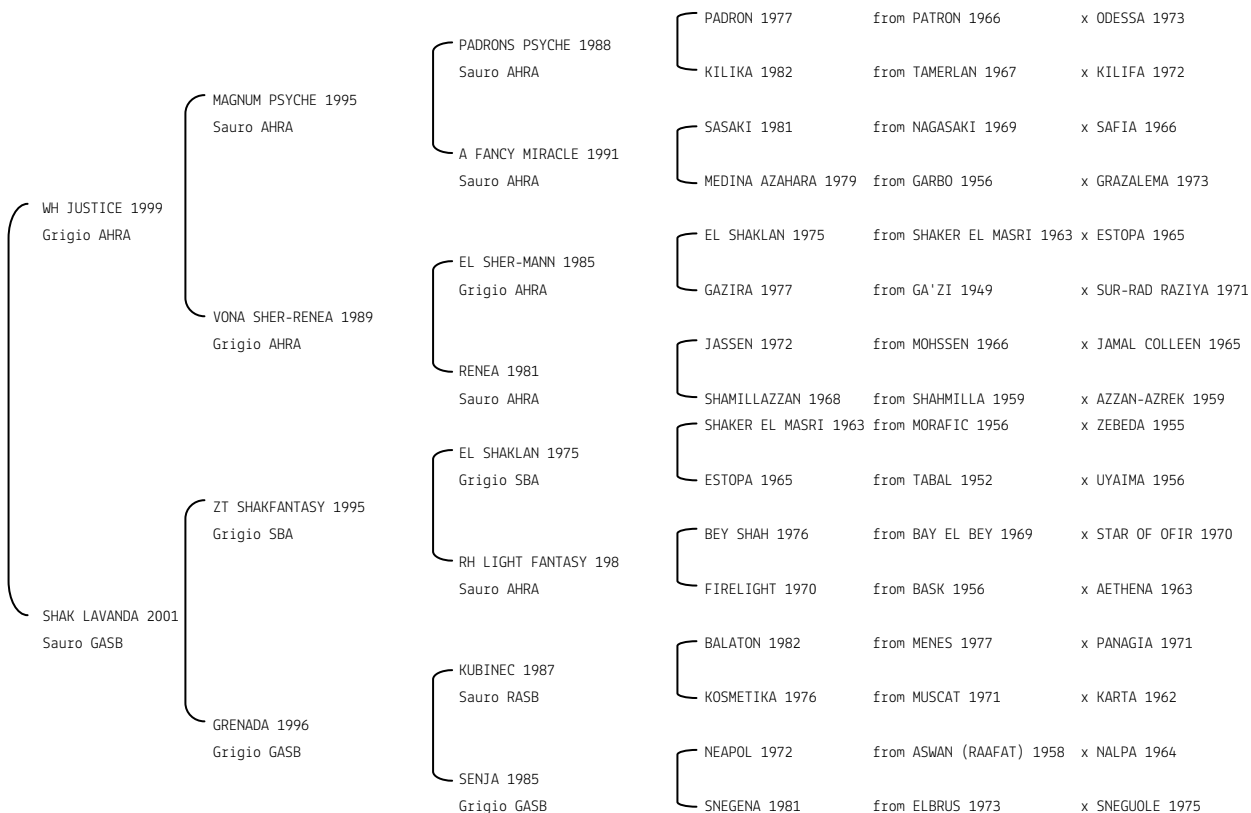 PADRON 1977 from PATRON 1966 x ODESSA 1973
PADRONS PSYCHE 1988
Sauro AHRA
KILIKA 1982 from TAMERLAN 1967 x KILIFA 1972
MAGNUM PSYCHE 1995
Sauro AHRA
SASAKI 1981 from NAGASAKI 1969 x SAFIA 1966
A FANCY MIRACLE 1991
Sauro AHRA
MEDINA AZAHARA 1979 from GARBO 1956 x GRAZALEMA 1973
WH JUSTICE 1999
Grigio AHRA
EL SHAKLAN 1975 from SHAKER EL MASRI 1963 x ESTOPA 1965
EL SHER-MANN 1985
Grigio AHRA
GAZIRA 1977 from GA'ZI 1949 x SUR-RAD RAZIYA 1971
VONA SHER-RENEA 1989
Grigio AHRA
JASSEN 1972 from MOHSSEN 1966 x JAMAL COLLEEN 1965
RENEA 1981
Sauro AHRA
SHAMILLAZZAN 1968 from SHAHMILLA 1959 x AZZAN-AZREK 1959
SHAKER EL MASRI 1963 from MORAFIC 1956 x ZEBEDA 1955
EL SHAKLAN 1975
Grigio SBA
ESTOPA 1965 from TABAL 1952 x UYAIMA 1956
ZT SHAKFANTASY 1995
Grigio SBA
BEY SHAH 1976 from BAY EL BEY 1969 x STAR OF OFIR 1970
RH LIGHT FANTASY 198
Sauro AHRA
FIRELIGHT 1970 from BASK 1956 x AETHENA 1963
SHAK LAVANDA 2001
Sauro GASB
BALATON 1982 from MENES 1977 x PANAGIA 1971
KUBINEC 1987
Sauro RASB
KOSMETIKA 1976 from MUSCAT 1971 x KARTA 1962
GRENADA 1996
Grigio GASB
NEAPOL 1972 from ASWAN (RAAFAT) 1958 x NALPA 1964
SENJA 1985
Grigio GASB
SNEGENA 1981 from ELBRUS 1973 x SNEGUOLE 1975